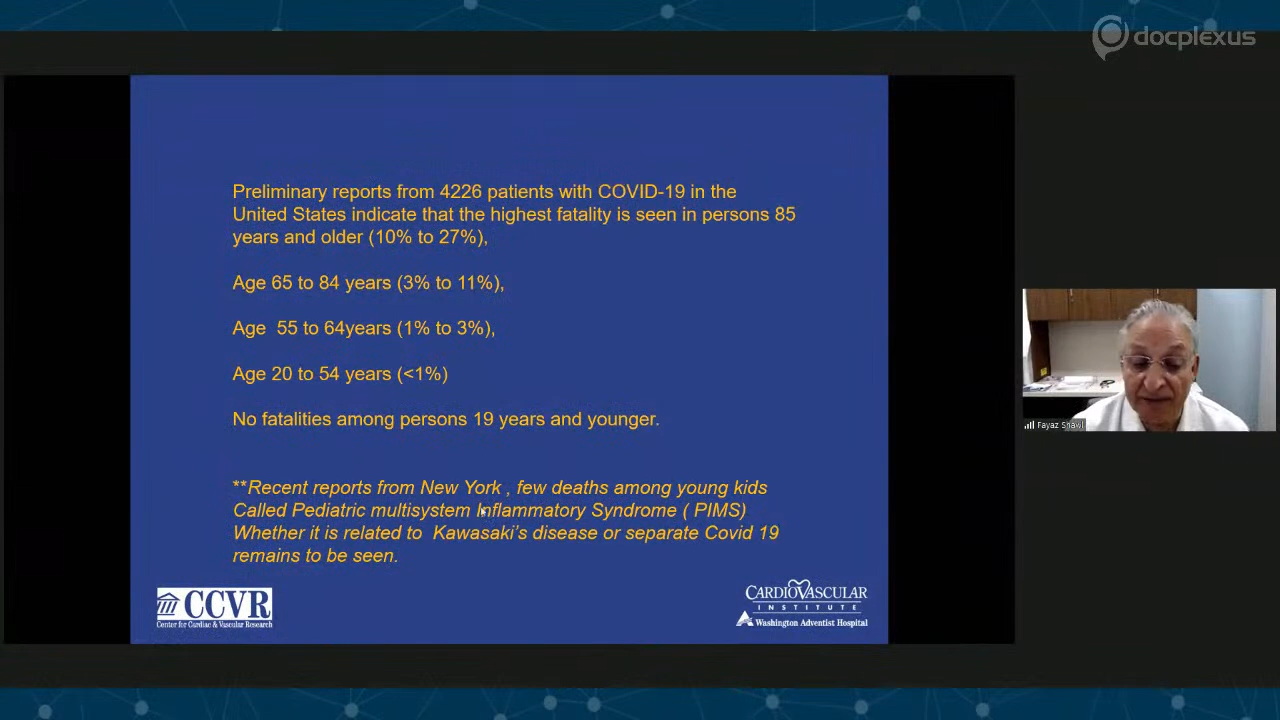 docplexus
Preliminary reports from 4226 patients with COVID-19 in the
United States indicate that the highest fatality is seen in persons 85
years and older (10% to 27%),
Age 65 to 84 years (3% to 11%),
Age  55 to 64years (1% to 3%),
Age 20 to 54 years (<1%)
No fatalities among persons 19 years and younger.
**Recent reports from New York , few deaths among young kids
Called Pediatric multisystem Inflammatory Syndrome ( PIMS)
Whether it is related to  Kawasaki's disease or separate Covid 19
remains to be seen.
CCVR
Center for Cardiac & Vascular Research
CARDIOVASCULAR
INSTITUTE
Washington Adventist Hospital
Fayaz Shawl